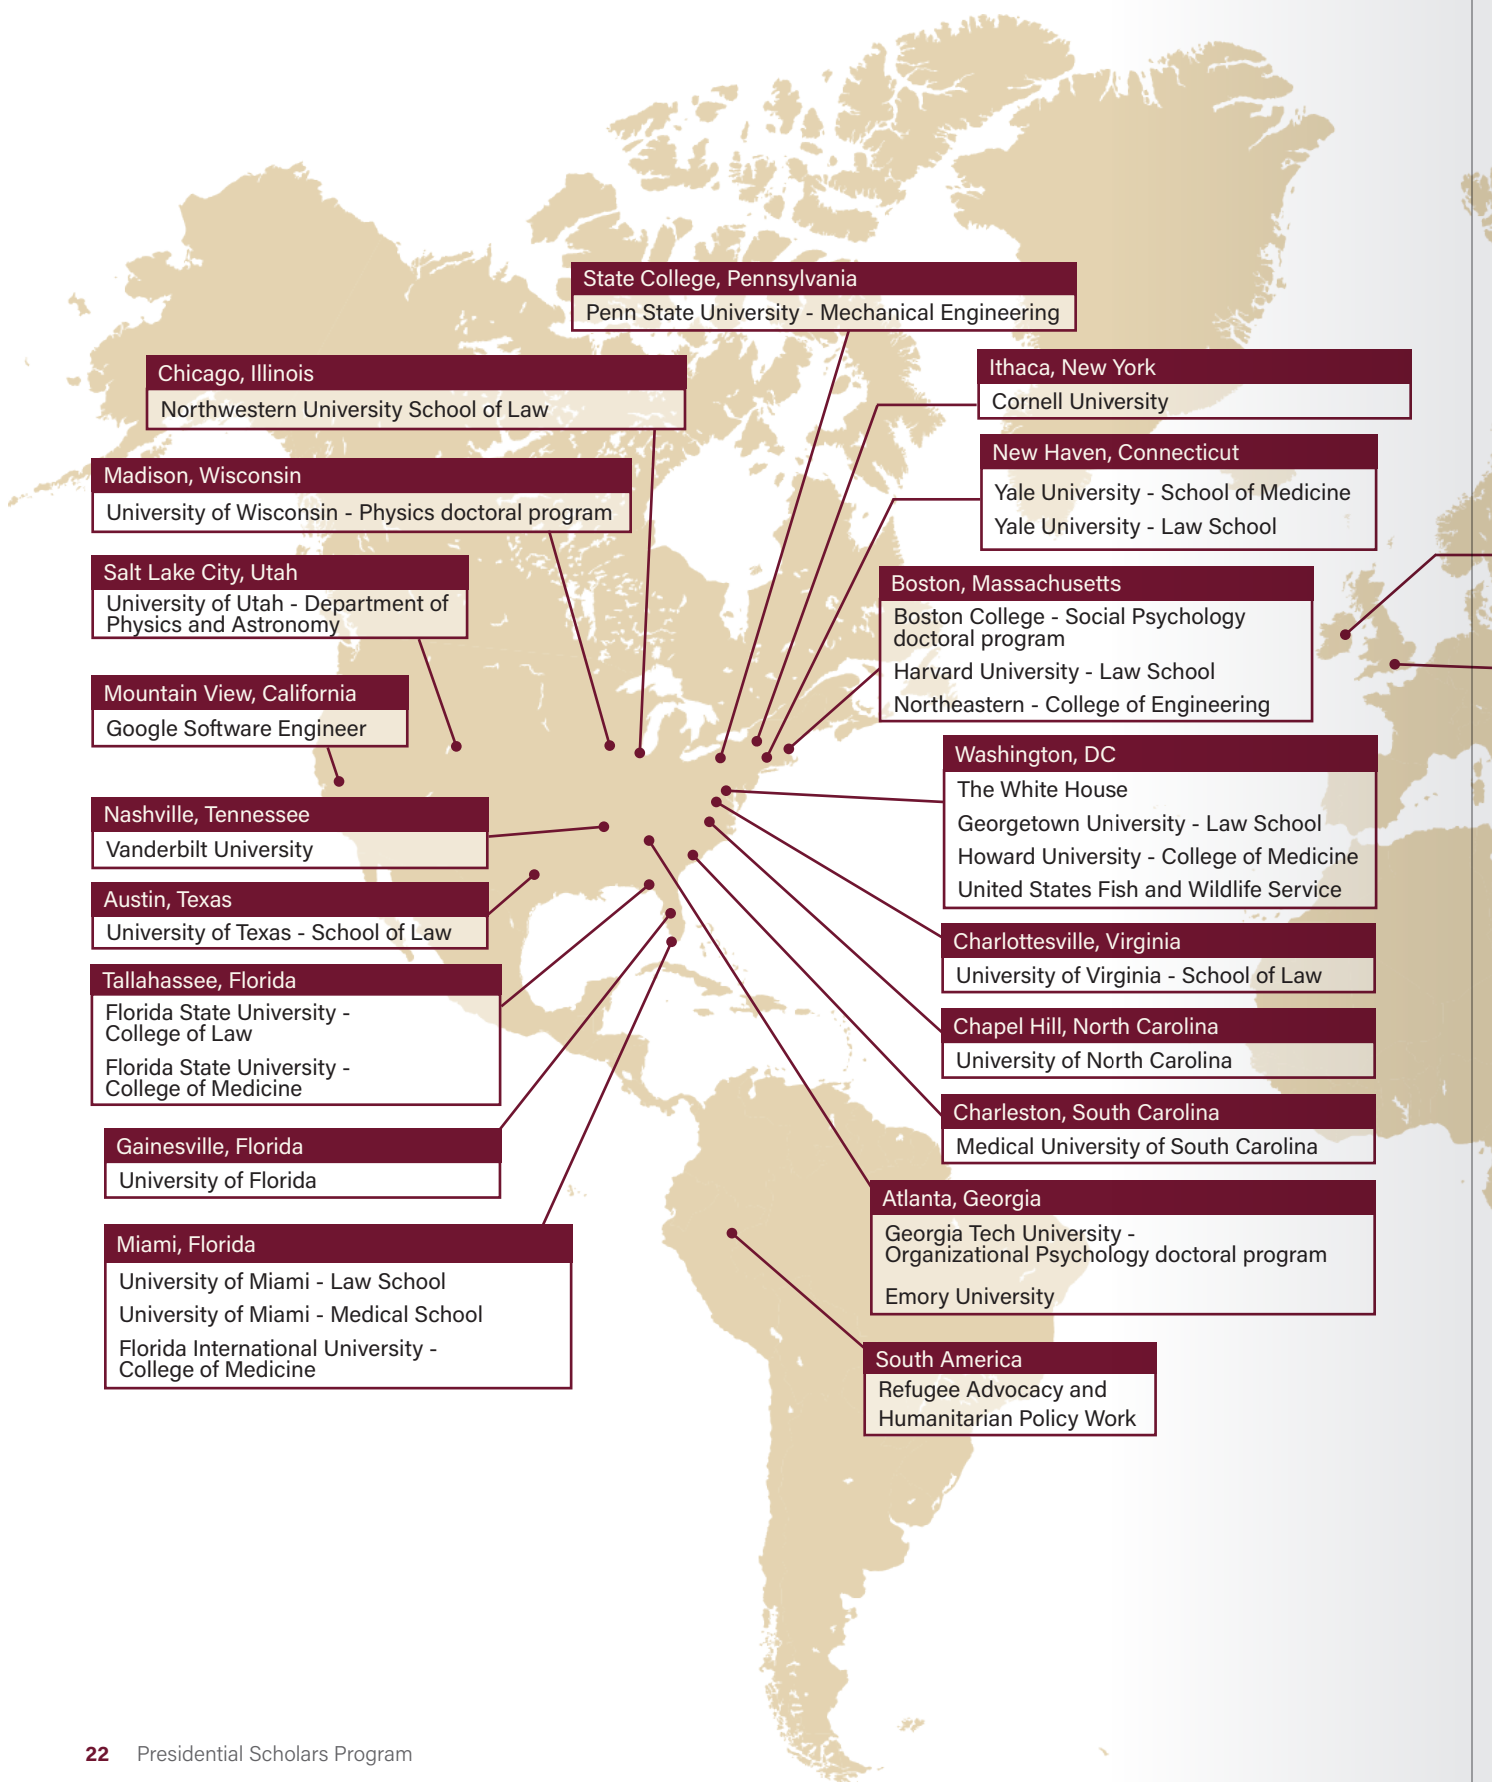 State College, Pennsylvania
Penn State University - Mechanical Engineering
Chicago, Illinois
Northwestern University School of Law
Madison, Wisconsin
University of Wisconsin - Physics doctoral program
Salt Lake City, Utah
University of Utah - Department of
Physics and Astronomy
Mountain View, California
Google Software Engineer
Nashville, Tennessee
Vanderbilt University
Austin, Texas
University of Texas - School of Law
Tallahassee, Florida
Florida State University -
College of Law
Florida State University -
College of Medicine
Gainesville, Florida
University of Florida
Miami, Florida
University of Miami - Law School
University of Miami - Medical School
Florida International University -
College of Medicine
Ithaca, New York
Cornell University
New Haven, Connecticut
Yale University - School of Medicine
Yale University - Law School
Boston, Massachusetts
Boston College - Social Psychology
doctoral program
Harvard University - Law School
Northeastern - College of Engineering
Washington, DC
The White House
Georgetown University - Law School
Howard University - College of Medicine
United States Fish and Wildlife Service
Charlottesville, Virginia
University of Virginia - School of Law
Chapel Hill, North Carolina
University of North Carolina
Charleston, South Carolina
Medical University of South Carolina
Atlanta, Georgia
Georgia Tech University -
Organizational Psychology doctoral program
Emory University
South America
Refugee Advocacy and
Humanitarian Policy Work
22 Presidential Scholars Program